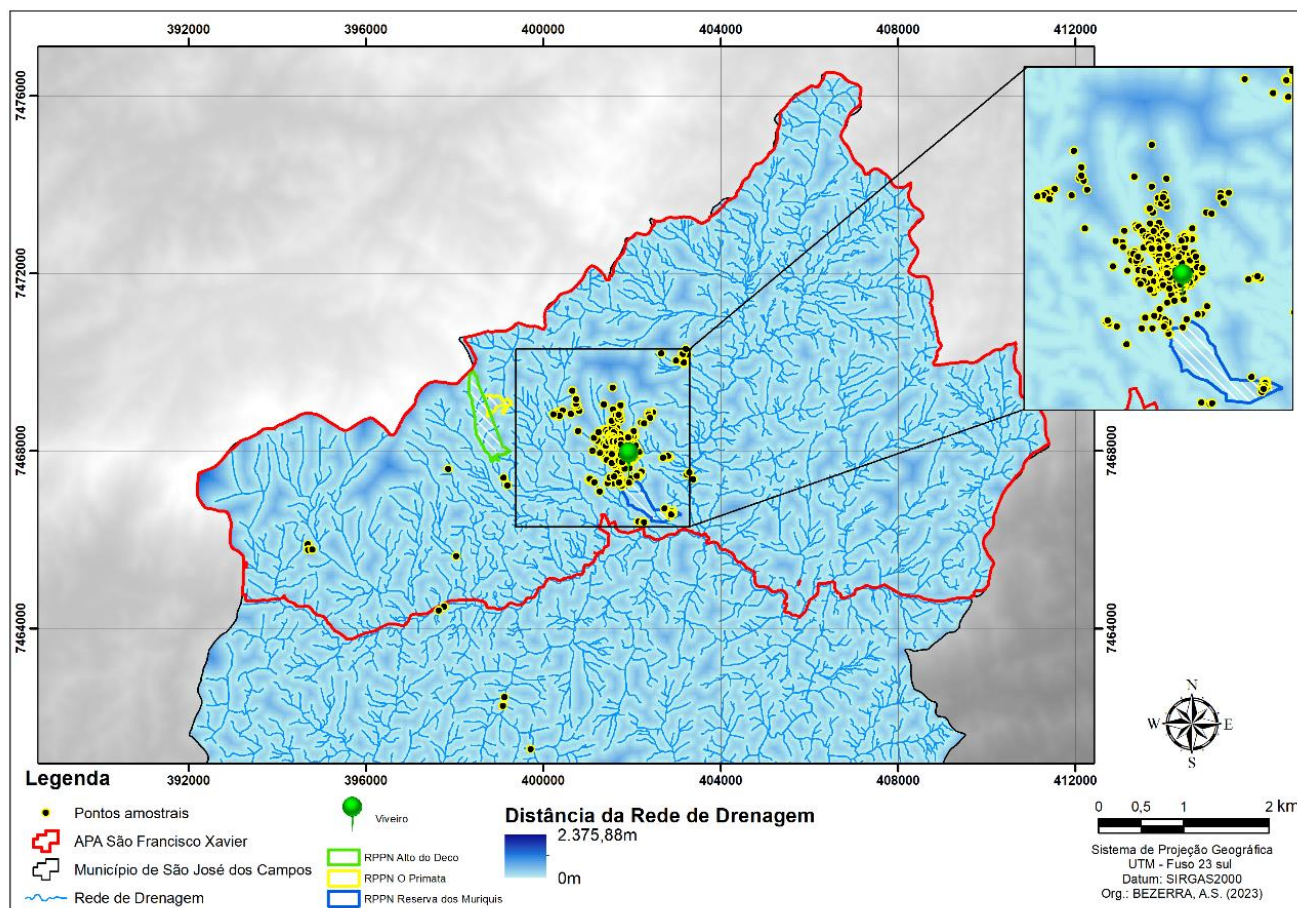 392000 396000 400000 404000 408000 412000
7476000
7472000
7468000
7464000
7476000
7472000
7468000
7464000
392000 396000 400000 404000 408000 412000
N
W E
S
Legenda
Pontos amostrais
APA São Francisco Xavier
Município de São José dos Campos
Rede de Drenagem
Viveiro
RPPN Alto do Deco
RPPN O Primata
RPPN Reserva dos Muriquis
Distância da Rede de Drenagem
2.375,88m
0m
0 0,5 1 2 km
Sistema de Projeção Geográfica
UTM - Fuso 23 sul
Datum: SIRGAS2000
Org.: BEZERRA, A.S. (2023)